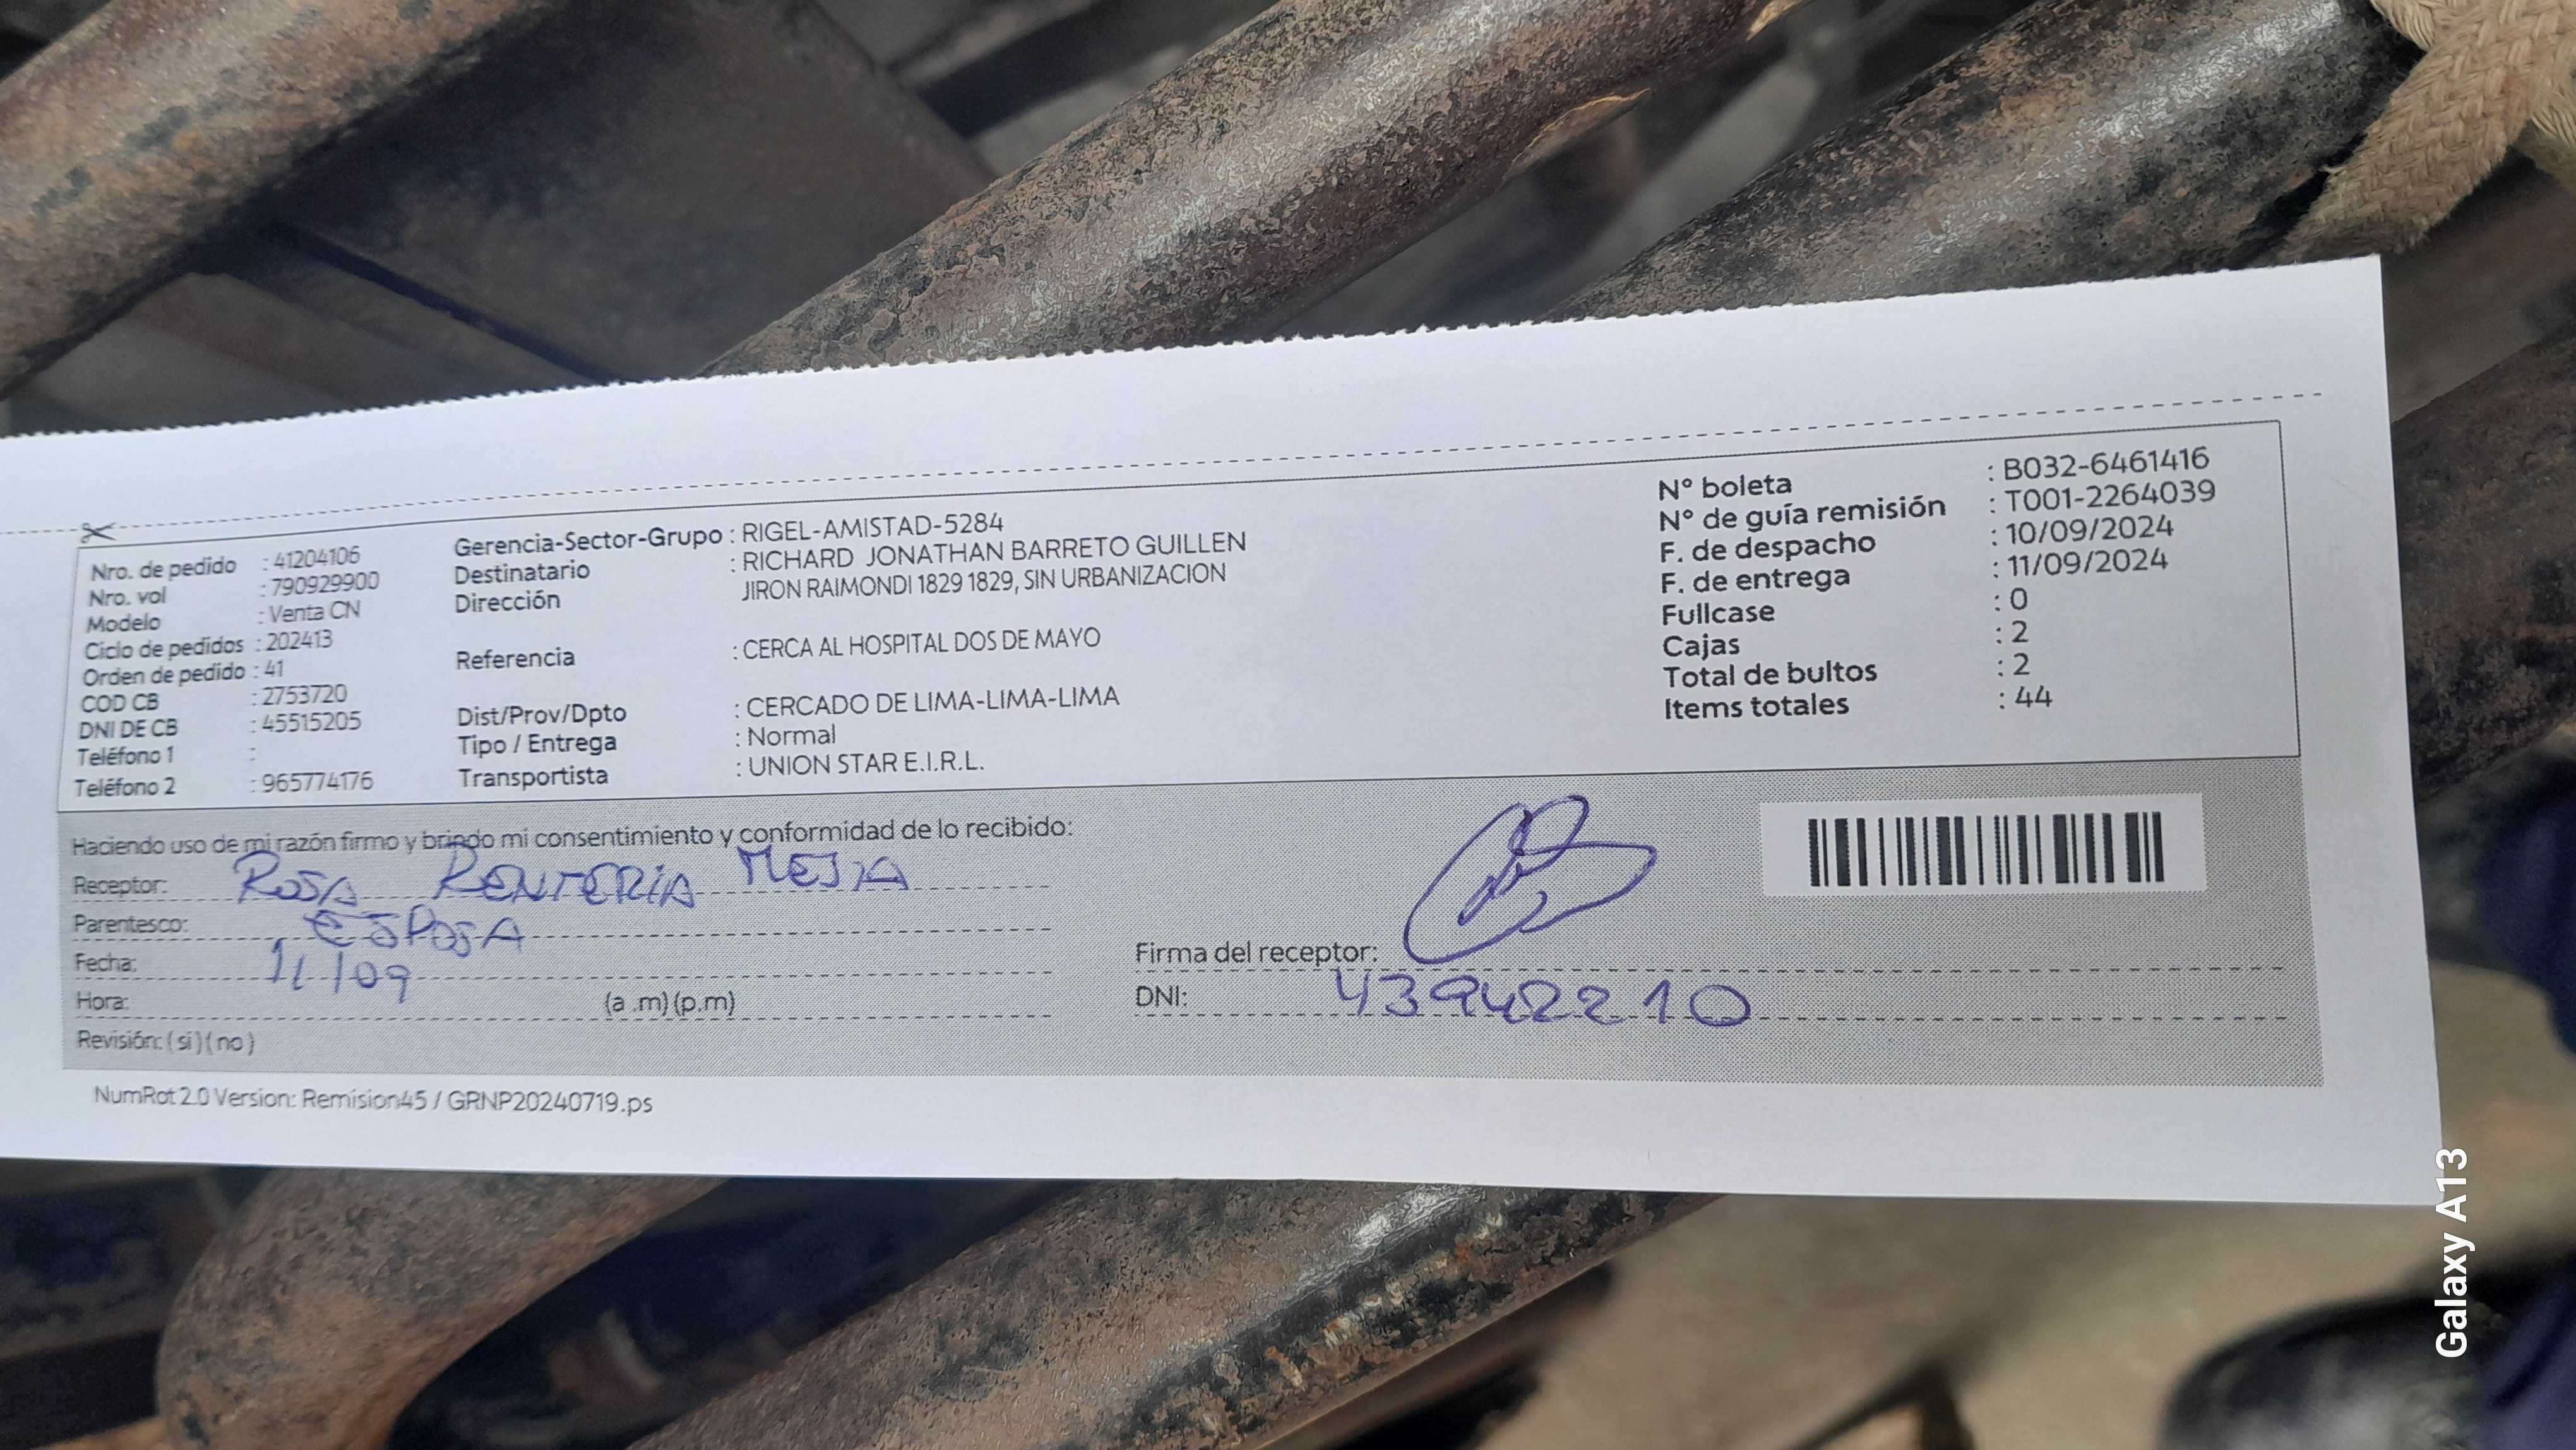 Nro. de pedido : 41204106
Nro. vol : 790929900
Modelo : Venta CN
Ciclo de pedidos : 202413
Orden de pedido : 41
COD CB : 2753720
DNI DE CB : 45515205
Teléfono 1 :
Teléfono 2 : 965774176
Gerencia-Sector-Grupo : RIGEL-AMISTAD-5284
Destinatario : RICHARD JONATHAN BARRETO GUILLEN
Dirección JIRON RAIMONDI 1829 1829, SIN URBANIZACION
Referencia : CERCA AL HOSPITAL DOS DE MAYO
Dist/Prov/Dpto : CERCADO DE LIMA-LIMA-LIMA
Tipo / Entrega : Normal
Transportista : UNION STAR E.I.R.L.
N° boleta : B032-6461416
N° de guía remisión : T001-2264039
F. de despacho : 10/09/2024
F. de entrega : 11/09/2024
Fullcase : 0
Cajas : 2
Total de bultos : 2
Items totales : 44
Haciendo uso de mi razón firmo y brindo mi consentimiento y conformidad de lo recibido:
Receptor: ROSA RENTERIA MEJIA
Parentesco: ESPOSA
Fecha: 11/09
Hora: (a .m) (p.m)
Revisión: ( si ) ( no )
Firma del receptor:
DNI: 43942210
NumRot 2.0 Version: Remision45 / GRNP20240719.ps
Galaxy A13